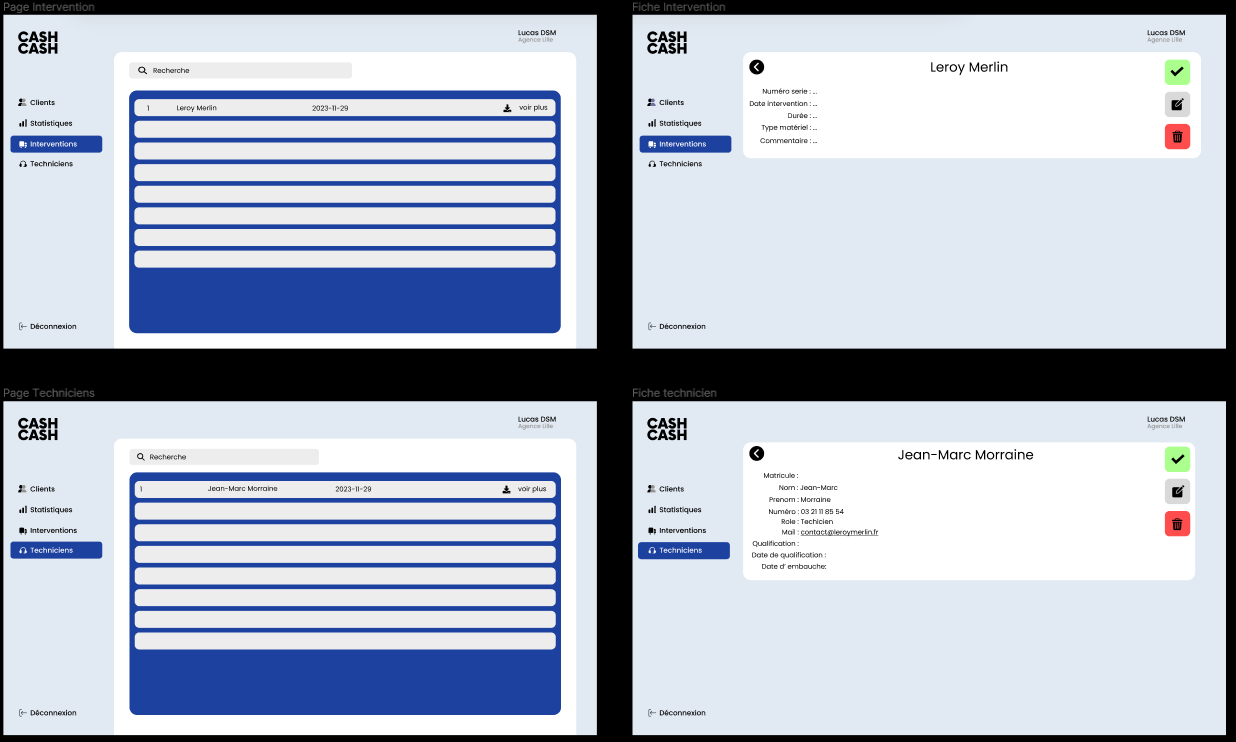 Page Intervention
CASH
CASH
Lucas DSM
Agence Lille
Recherche
Clients
Statistiques
Interventions
Techniciens
1 Leroy Merlin 2023-11-29 voir plus
Déconnexion
Fiche Intervention
CASH
CASH
Lucas DSM
Agence Lille
Leroy Merlin
Numéro serie : ...
Date intervention : ...
Durée : ...
Type matériel : ...
Commentaire : ...
Clients
Statistiques
Interventions
Techniciens
Déconnexion
Page Techniciens
CASH
CASH
Lucas DSM
Agence Lille
Recherche
Clients
Statistiques
Interventions
Techniciens
1 Jean-Marc Morraine 2023-11-29 voir plus
Déconnexion
Fiche technicien
CASH
CASH
Lucas DSM
Agence Lille
Jean-Marc Morraine
Matricule :
Nom : Jean-Marc
Prenom : Morraine
Numéro : 03 21 11 85 54
Role : Techicien
Mail : contact@leroymerlin.fr
Qualification :
Date de qualification :
Date d' embauche:
Clients
Statistiques
Interventions
Techniciens
Déconnexion